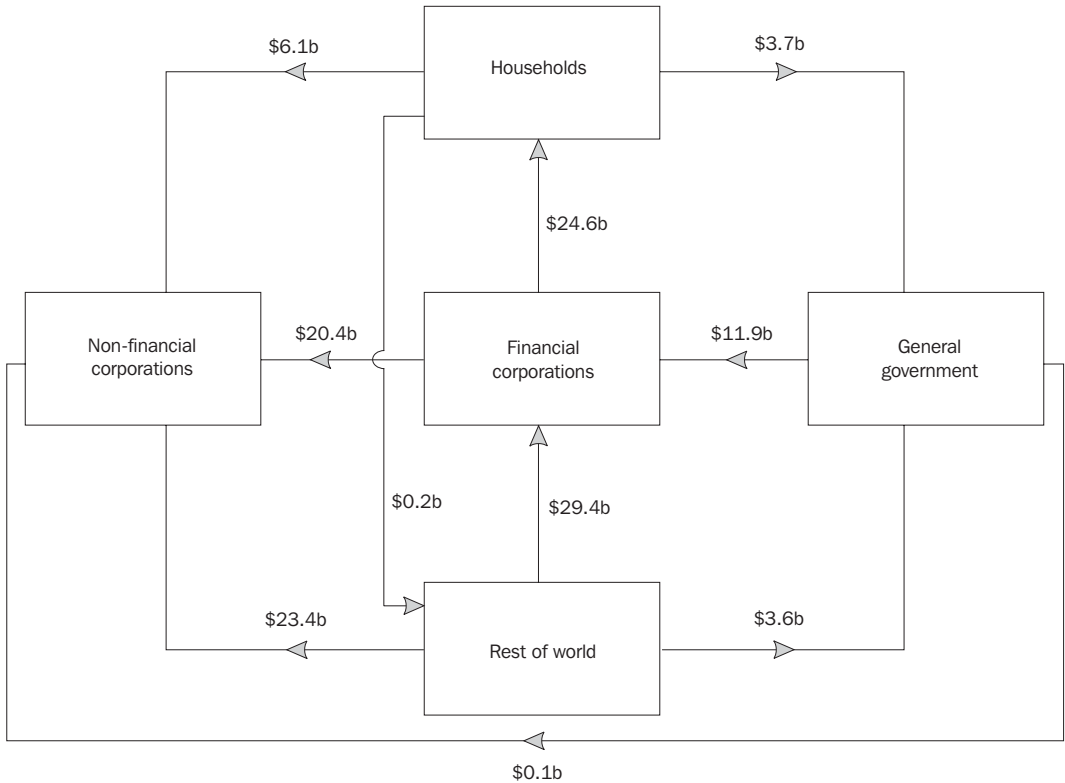 $6.1b
Households
$3.7b
$24.6b
Non-financial
corporations
$20.4b
Financial
corporations
$11.9b
General
government
$0.2b
$29.4b
$23.4b
Rest of world
$3.6b
$0.1b